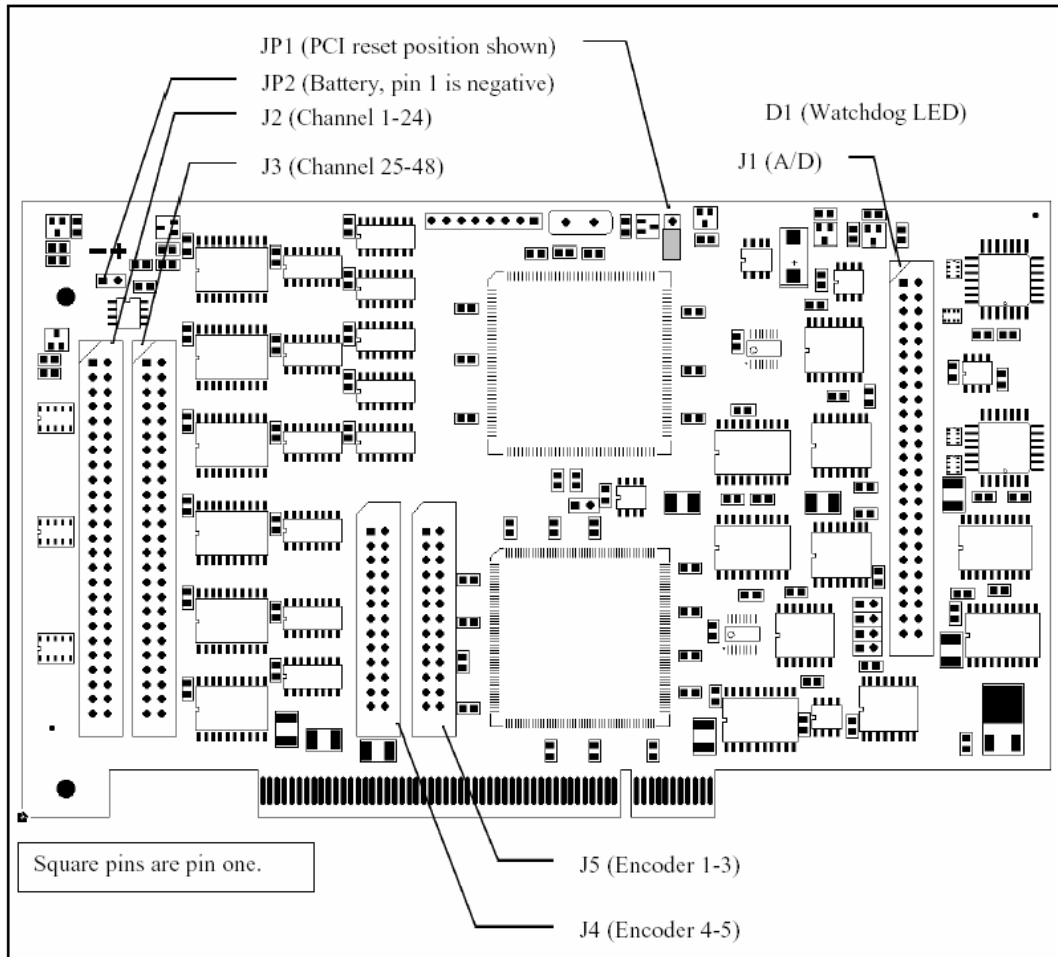 JP1 (PCI reset position shown)
JP2 (Battery, pin 1 is negative)
J2 (Channel 1-24)
D1 (Watchdog LED)
J3 (Channel 25-48)
J1 (A/D)
Square pins are pin one.
J5 (Encoder 1-3)
J4 (Encoder 4-5)